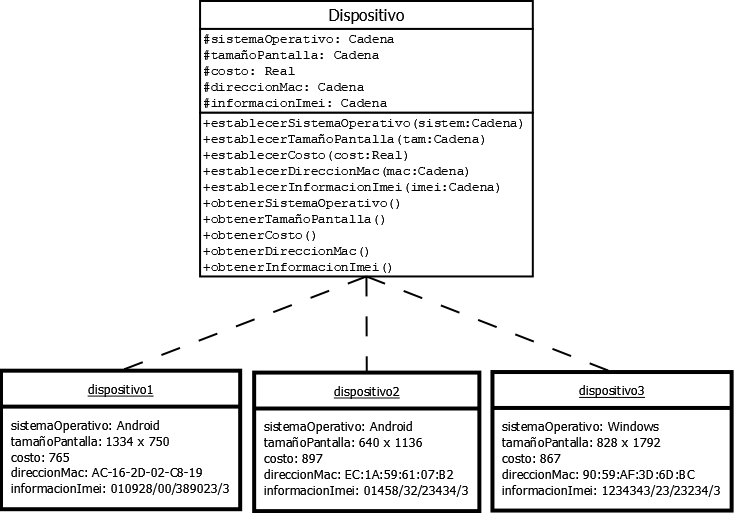 Dispositivo
#sistemaOperativo: Cadena
#tamañoPantalla: Cadena
#costo: Real
#direccionMac: Cadena
#informacionImei: Cadena
+establecerSistemaOperativo(sistem:Cadena)
+establecerTamañoPantalla(tam:Cadena)
+establecerCosto(cost:Real)
+establecerDireccionMac(mac:Cadena)
+establecerInformacionImei(imei:Cadena)
+obtenerSistemaOperativo()
+obtenerTamañoPantalla()
+obtenerCosto()
+obtenerDireccionMac()
+obtenerInformacionImei()
dispositivo1
sistemaOperativo: Android
tamañoPantalla: 1334 x 750
costo: 765
direccionMac: AC-16-2D-02-C8-19
informacionImei: 010928/00/389023/3
dispositivo2
sistemaOperativo: Android
tamañoPantalla: 640 x 1136
costo: 897
direccionMac: EC:1A:59:61:07:B2
informacionImei: 01458/32/23434/3
dispositivo3
sistemaOperativo: Windows
tamañoPantalla: 828 x 1792
costo: 867
direccionMac: 90:59:AF:3D:6D:BC
informacionImei: 1234343/23/23234/3